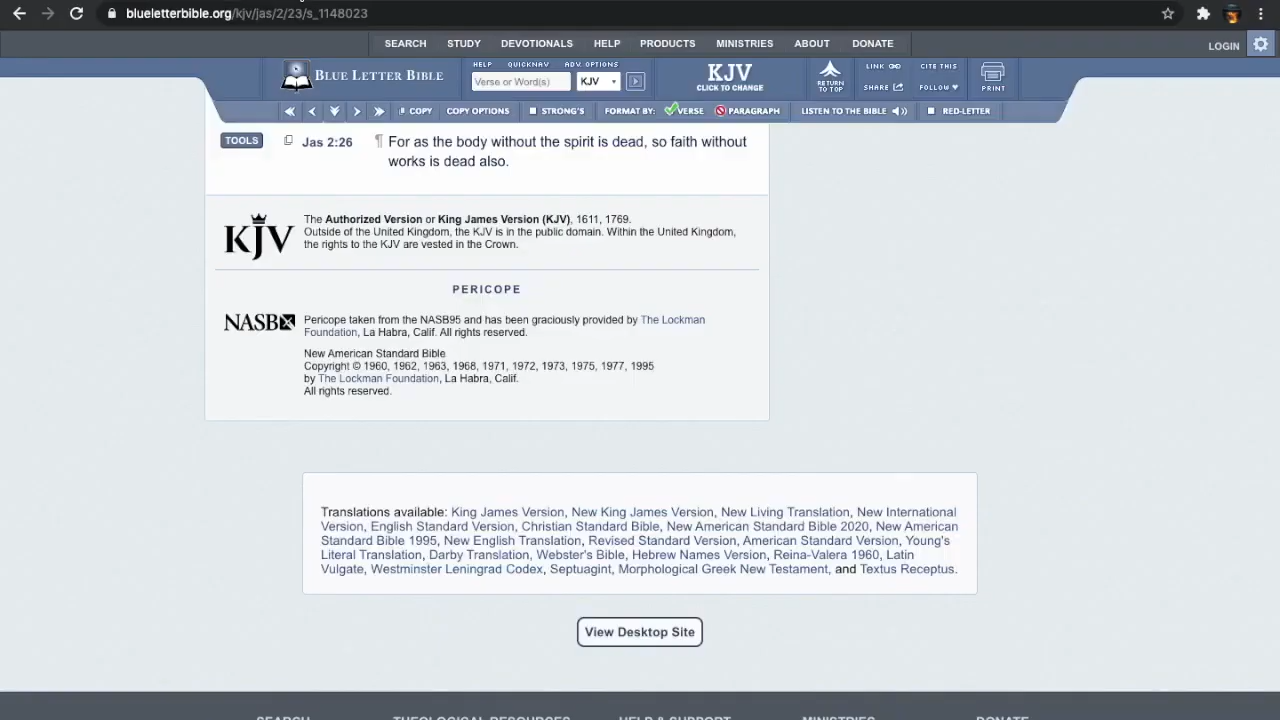 blueletterbible.org/kjv/jas/2/23/s_1148023
SEARCH STUDY DEVOTIONALS HELP PRODUCTS MINISTRIES ABOUT DONATE LOGIN
BLUE LETTER BIBLE
HELP QUICKNAV ADV. OPTIONS
Verse or Word(s) KJV
KJV
CLICK TO CHANGE
RETURN TO TOP
LINK CITE THIS
SHARE FOLLOW
PRINT
COPY COPY OPTIONS STRONG'S FORMAT BY: VERSE PARAGRAPH LISTEN TO THE BIBLE RED-LETTER
TOOLS Jas 2:26 ¶ For as the body without the spirit is dead, so faith without
works is dead also.
KJV
The Authorized Version or King James Version (KJV), 1611, 1769.
Outside of the United Kingdom, the KJV is in the public domain. Within the United Kingdom,
the rights to the KJV are vested in the Crown.
PERICOPE
NASB
Pericope taken from the NASB95 and has been graciously provided by The Lockman
Foundation, La Habra, Calif. All rights reserved.
New American Standard Bible
Copyright © 1960, 1962, 1963, 1968, 1971, 1972, 1973, 1975, 1977, 1995
by The Lockman Foundation, La Habra, Calif.
All rights reserved.
Translations available: King James Version, New King James Version, New Living Translation, New International
Version, English Standard Version, Christian Standard Bible, New American Standard Bible 2020, New American
Standard Bible 1995, New English Translation, Revised Standard Version, American Standard Version, Young's
Literal Translation, Darby Translation, Webster's Bible, Hebrew Names Version, Reina-Valera 1960, Latin
Vulgate, Westminster Leningrad Codex, Septuagint, Morphological Greek New Testament, and Textus Receptus.
View Desktop Site
SEARCH THEOLOGICAL RESOURCES HELP & SUPPORT MINISTRIES DONATE